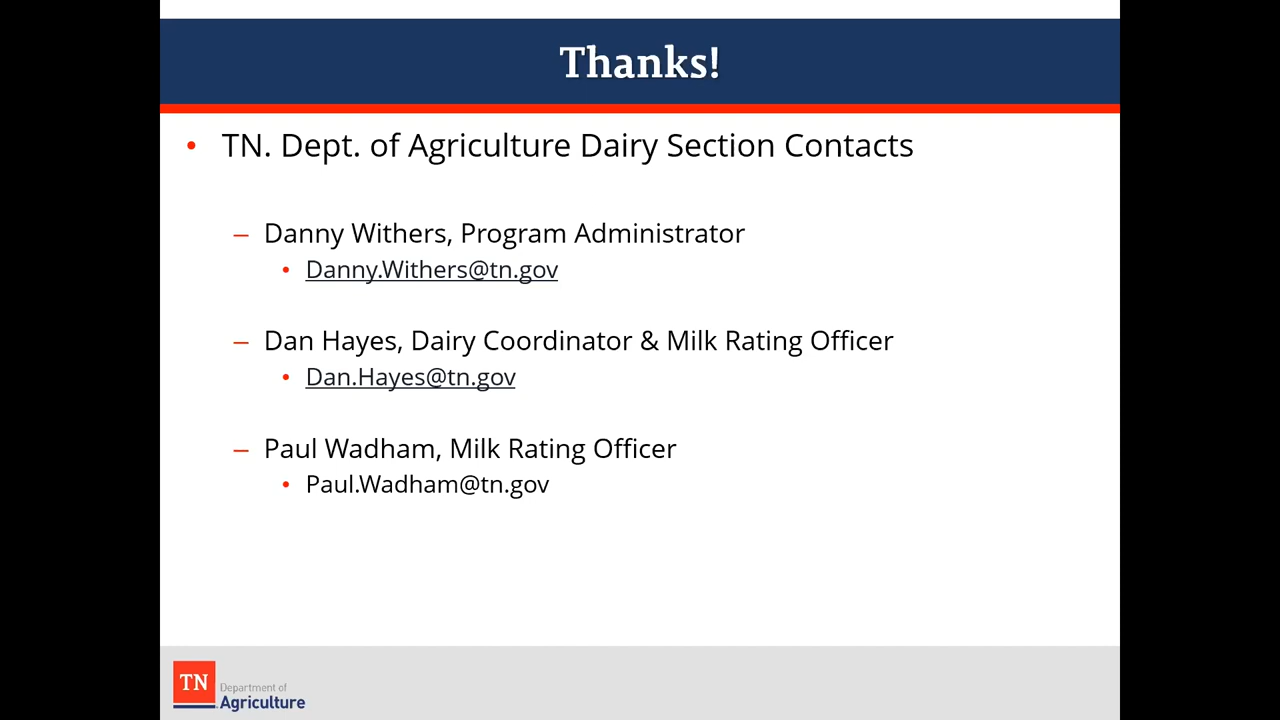 Thanks!
• TN. Dept. of Agriculture Dairy Section Contacts
– Danny Withers, Program Administrator
• Danny.Withers@tn.gov
– Dan Hayes, Dairy Coordinator & Milk Rating Officer
• Dan.Hayes@tn.gov
– Paul Wadham, Milk Rating Officer
• Paul.Wadham@tn.gov
TN
Department of
Agriculture